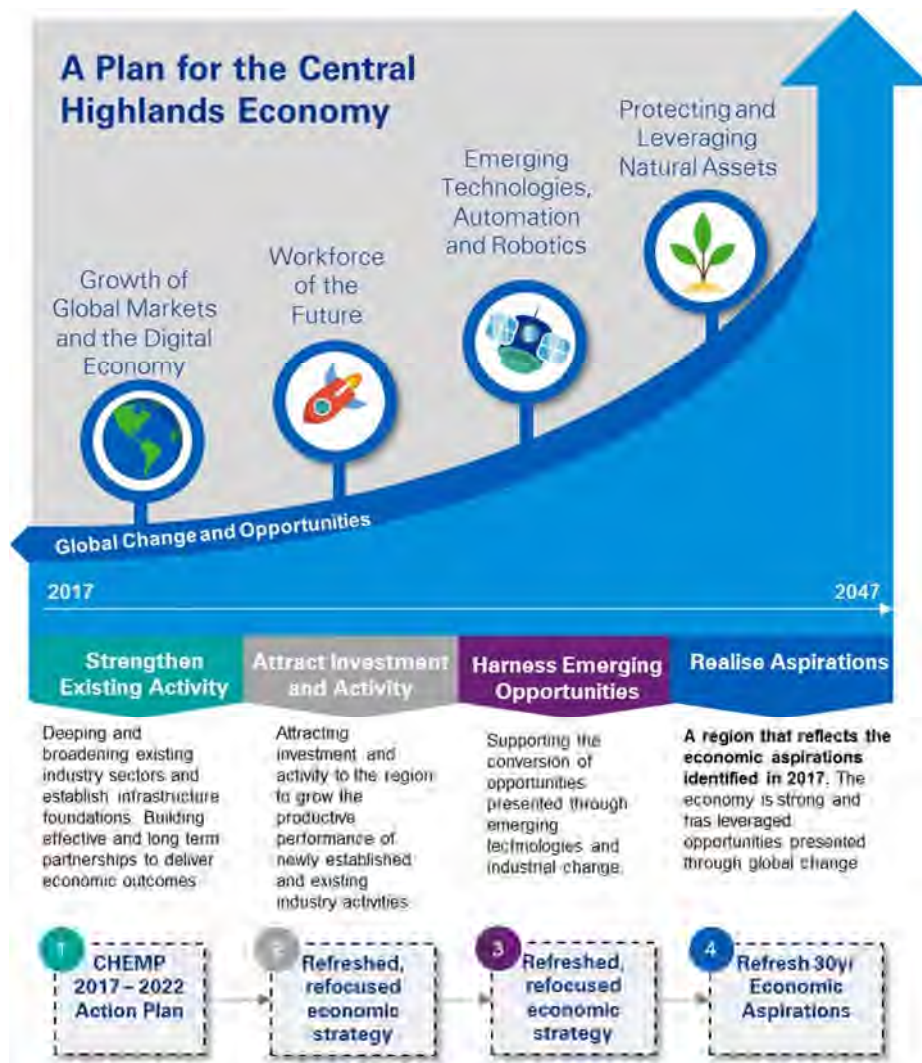 A Plan for the Central
Highlands Economy
Protecting and
Leveraging
Natural Assets
Emerging
Technologies,
Automation
and Robotics
Workforce
of the
Future
Growth of
Global Markets
and the Digital
Economy
Global Change and Opportunities
2017
2047
Strengthen
Existing Activity
Attract Investment
and Activity
Harness Emerging
Opportunities
Realise Aspirations
Deeping and
broadening existing
industry sectors and
establish infrastructure
foundations. Building
effective and long term
partnerships to deliver
economic outcomes
Attracting
investment and
activity to the region
to grow the
productive
performance of
newly established
and existing
industry activities
Supporting the
conversion of
opportunities
presented through
emerging
technologies and
industrial change.
A region that reflects the
economic aspirations
identified in 2017. The
economy is strong and
has leveraged
opportunities presented
through global change
1
CHEMP
2017 – 2022
Action Plan
2
Refreshed,
refocused
economic
strategy
3
Refreshed,
refocused
economic
strategy
4
Refresh 30yr
Economic
Aspirations